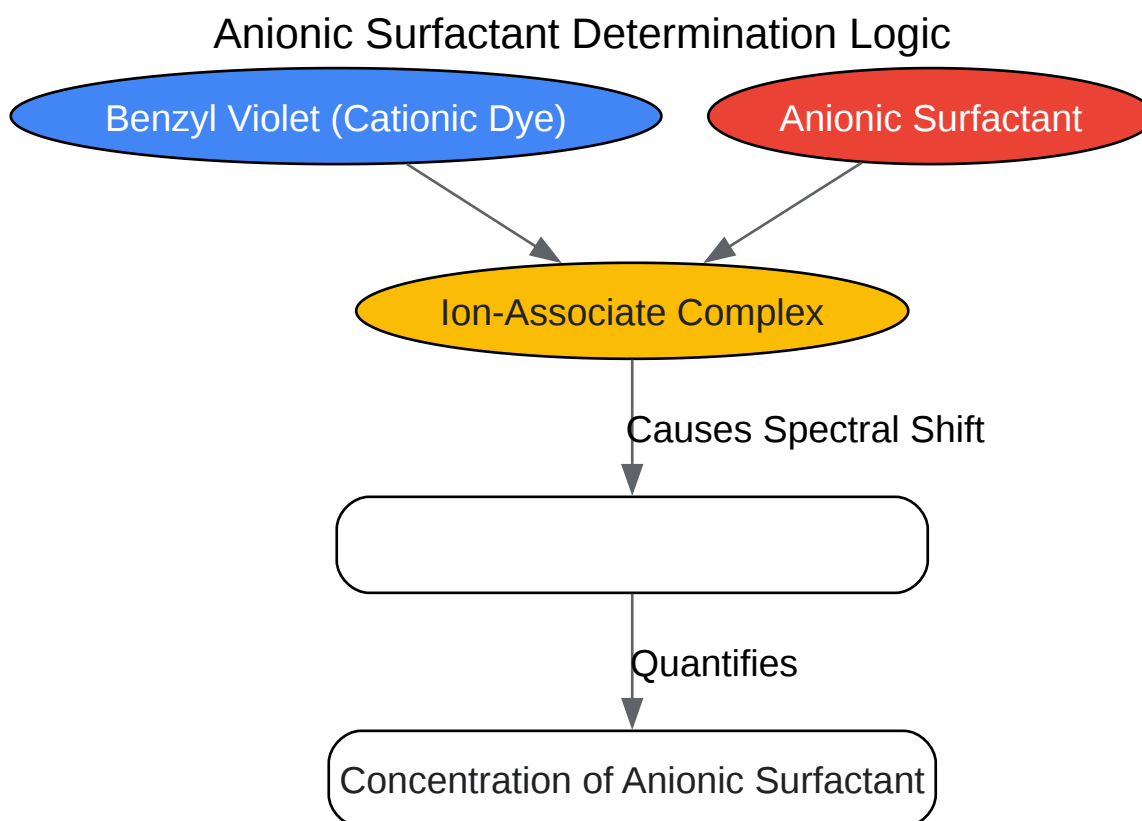 Anionic Surfactant Determination Logic
Benzyl Violet (Cationic Dye)
Anionic Surfactant
Ion-Associate Complex
Causes Spectral Shift
Quantifies
Concentration of Anionic Surfactant